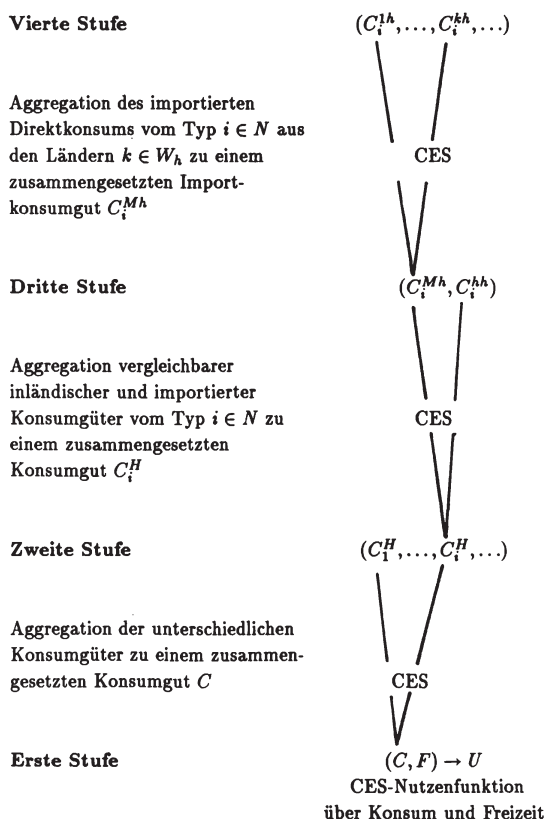 Vierte Stufe (C_i^{1h}, ..., C_i^{kh}, ...)
Aggregation des importierten
Direktkonsums vom Typ i ∈ N aus
den Ländern k ∈ W_h zu einem
zusammengesetzten Import-
konsumgut C_i^{Mh}
CES
Dritte Stufe (C_i^{Mh}, C_i^{hh})
Aggregation vergleichbarer
inländischer und importierter
Konsumgüter vom Typ i ∈ N zu
einem zusammengesetzten
Konsumgut C_i^H
CES
Zweite Stufe (C_1^H, ..., C_i^H, ...)
Aggregation der unterschiedlichen
Konsumgüter zu einem zusammen-
gesetzten Konsumgut C
CES
Erste Stufe (C, F) → U
CES-Nutzenfunktion
über Konsum und Freizeit